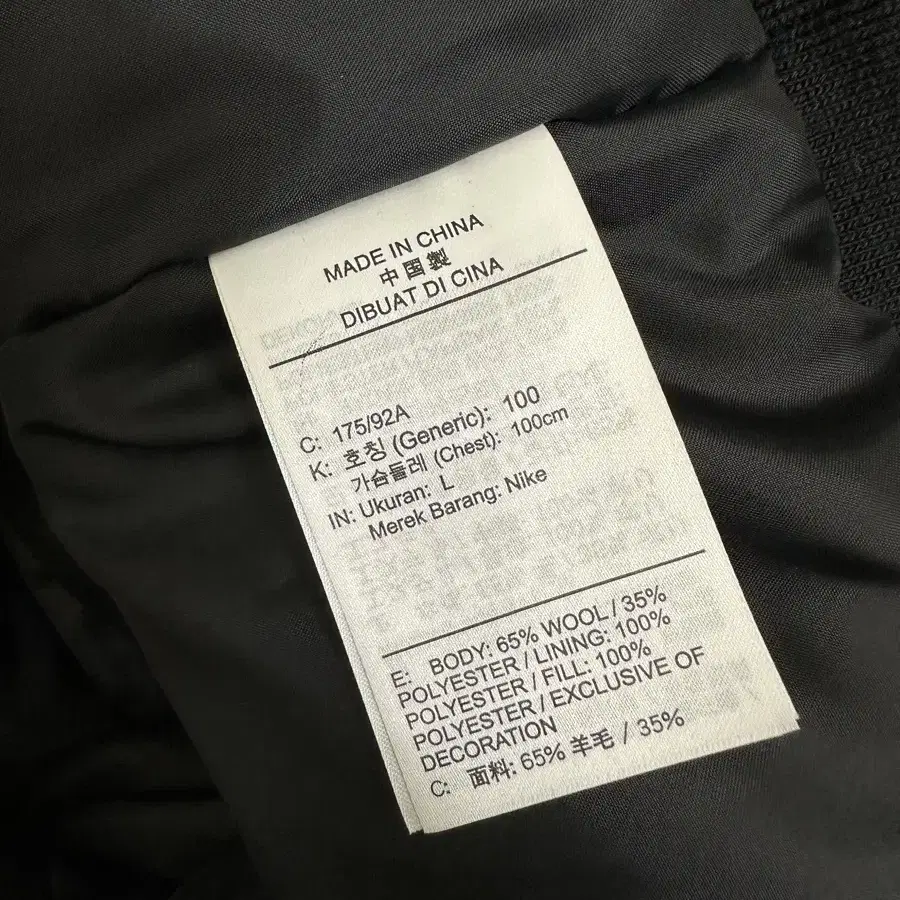 MADE IN CHINA
中国製
DIBUAT DI CINA
C: 175/92A
K: 호칭 (Generic): 100
가슴둘레 (Chest): 100cm
IN: Ukuran: L
Merek Barang: Nike
E: BODY: 65% WOOL / 35%
POLYESTER / LINING: 100%
POLYESTER / FILL: 100%
POLYESTER / EXCLUSIVE OF
DECORATION
C: 面料: 65% 羊毛 / 35%